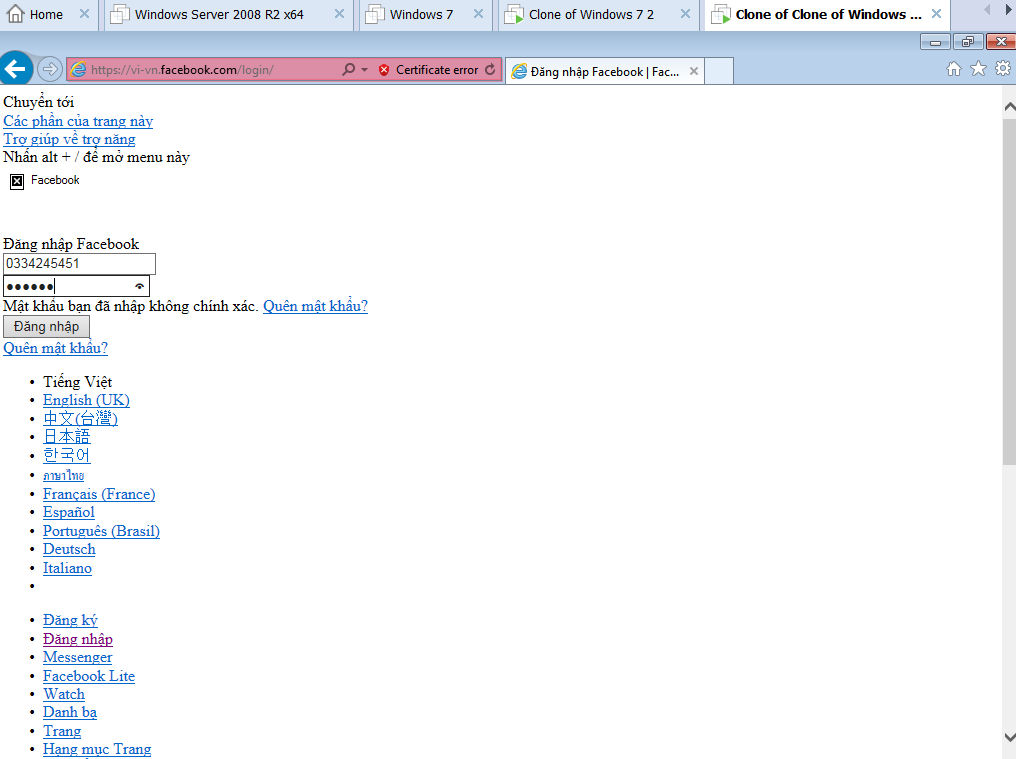 Home
Windows Server 2008 R2 x64
Windows 7
Clone of Windows 7 2
Clone of Clone of Windows ...
https://vi-vn.facebook.com/login/
Certificate error
Đăng nhập Facebook | Fac...
Chuyển tới
Các phần của trang này
Trợ giúp về trợ năng
Nhấn alt + / để mở menu này
Facebook
Đăng nhập Facebook
0334245451
••••••
Mật khẩu bạn đã nhập không chính xác. Quên mật khẩu?
Đăng nhập
Quên mật khẩu?
• Tiếng Việt
• English (UK)
• 中文(台灣)
• 日本語
• 한국어
• ภาษาไทย
• Français (France)
• Español
• Português (Brasil)
• Deutsch
• Italiano
•
• Đăng ký
• Đăng nhập
• Messenger
• Facebook Lite
• Watch
• Danh bạ
• Trang
• Hạng mục Trang